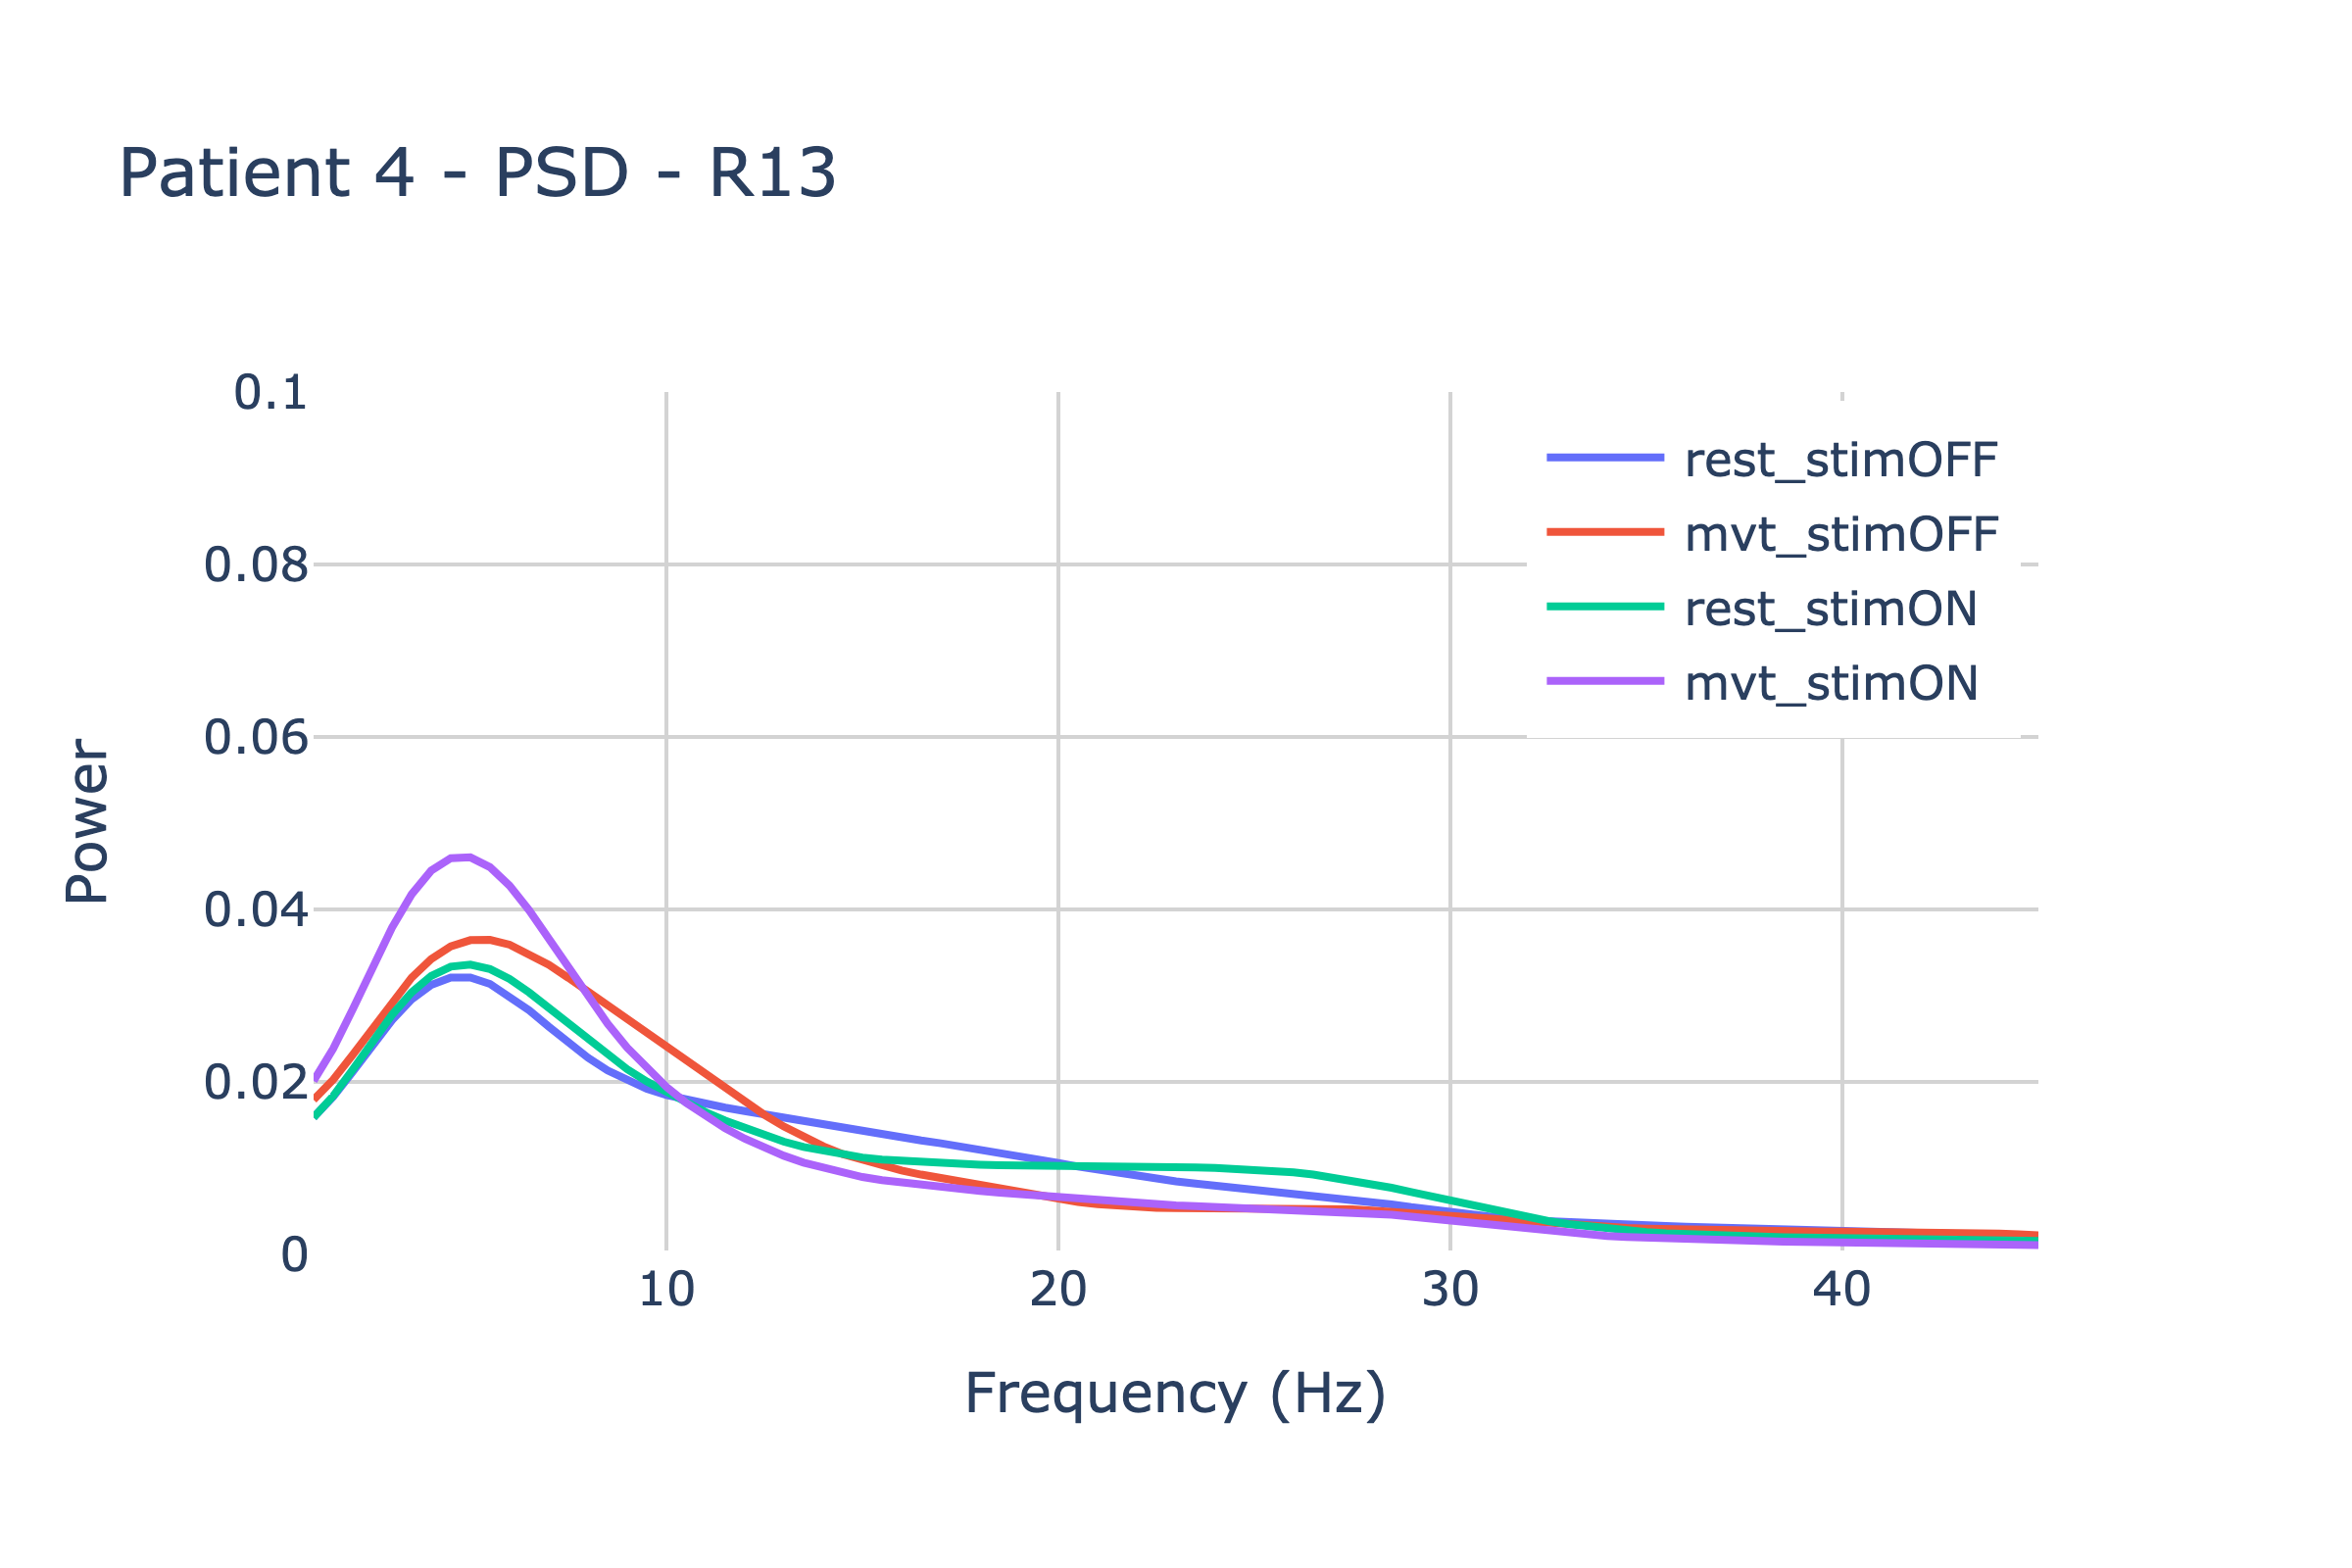 Patient 4 - PSD - R13
0.1
0.08
0.06
0.04
0.02
0
Power
10
20
30
40
Frequency (Hz)
rest_stimOFF
mvt_stimOFF
rest_stimON
mvt_stimON